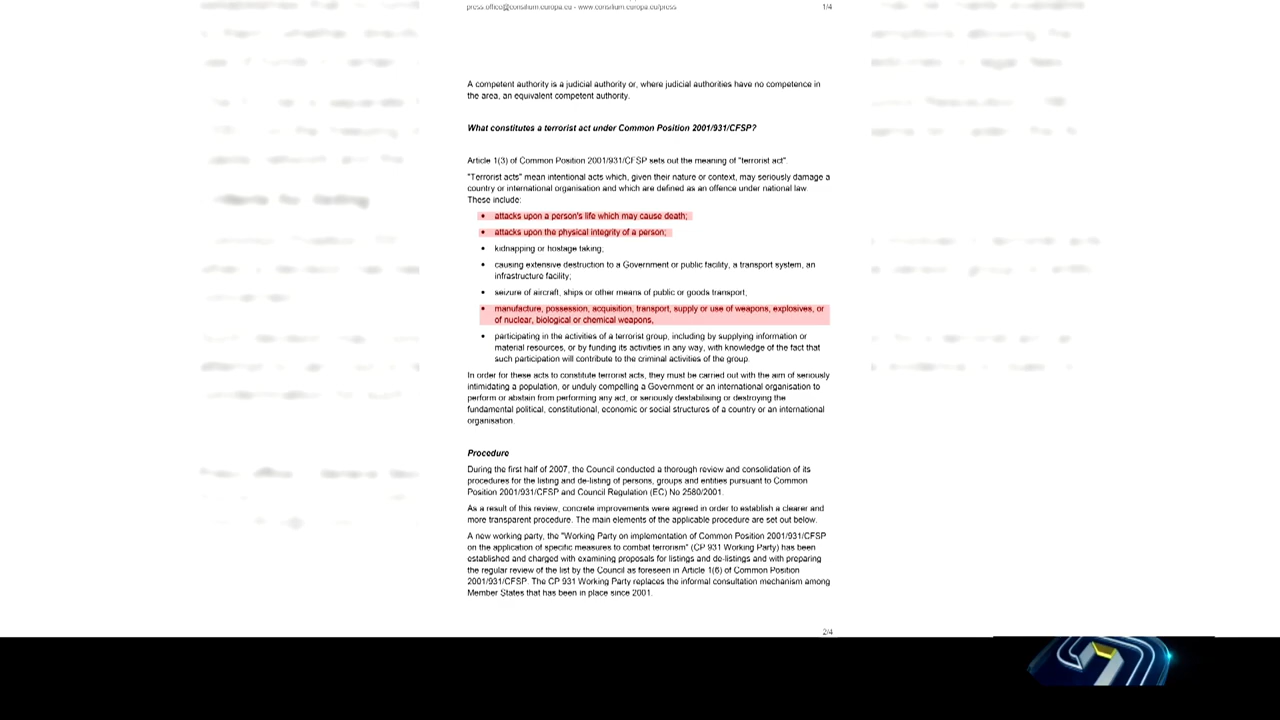 press.office@consilium.europa.eu - www.consilium.europa.eu/press
1/4
A competent authority is a judicial authority or, where judicial authorities have no competence in
the area, an equivalent competent authority.
What constitutes a terrorist act under Common Position 2001/931/CFSP?
Article 1(3) of Common Position 2001/931/CFSP sets out the meaning of "terrorist act".
"Terrorist acts" mean intentional acts which, given their nature or context, may seriously damage a
country or international organisation and which are defined as an offence under national law.
These include:
• attacks upon a person's life which may cause death;
• attacks upon the physical integrity of a person;
• kidnapping or hostage taking;
• causing extensive destruction to a Government or public facility, a transport system, an
infrastructure facility;
• seizure of aircraft, ships or other means of public or goods transport,
• manufacture, possession, acquisition, transport, supply or use of weapons, explosives, or
of nuclear, biological or chemical weapons,
• participating in the activities of a terrorist group, including by supplying information or
material resources, or by funding its activities in any way, with knowledge of the fact that
such participation will contribute to the criminal activities of the group.
In order for these acts to constitute terrorist acts, they must be carried out with the aim of seriously
intimidating a population, or unduly compelling a Government or an international organisation to
perform or abstain from performing any act, or seriously destabilising or destroying the
fundamental political, constitutional, economic or social structures of a country or an international
organisation.
Procedure
During the first half of 2007, the Council conducted a thorough review and consolidation of its
procedures for the listing and de-listing of persons, groups and entities pursuant to Common
Position 2001/931/CFSP and Council Regulation (EC) No 2580/2001.
As a result of this review, concrete improvements were agreed in order to establish a clearer and
more transparent procedure. The main elements of the applicable procedure are set out below.
A new working party, the "Working Party on implementation of Common Position 2001/931/CFSP
on the application of specific measures to combat terrorism" (CP 931 Working Party) has been
established and charged with examining proposals for listings and de-listings and with preparing
the regular review of the list by the Council as foreseen in Article 1(6) of Common Position
2001/931/CFSP. The CP 931 Working Party replaces the informal consultation mechanism among
Member States that has been in place since 2001.
2/4